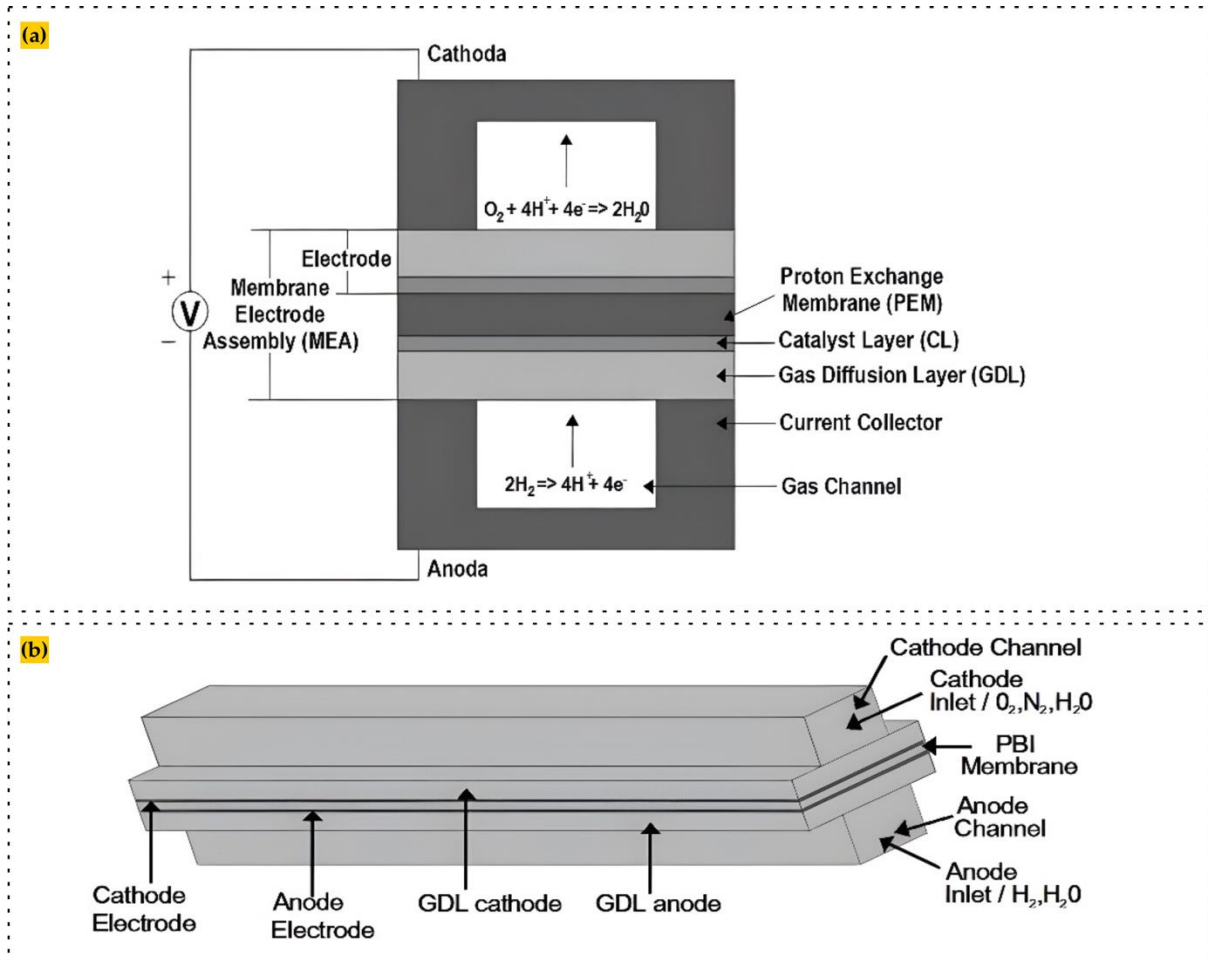 (a)
Cathoda
O₂ + 4H⁺ + 4e⁻ => 2H₂0
Electrode
Membrane
Electrode
Assembly (MEA)
+
V
−
Proton Exchange
Membrane (PEM)
Catalyst Layer (CL)
Gas Diffusion Layer (GDL)
Current Collector
2H₂ => 4H⁺ + 4e⁻
Gas Channel
Anoda
(b)
Cathode Channel
Cathode
Inlet / 0₂,N₂,H₂0
PBI
Membrane
Anode
Channel
Anode
Inlet / H₂,H₂0
Cathode
Electrode
Anode
Electrode
GDL cathode
GDL anode